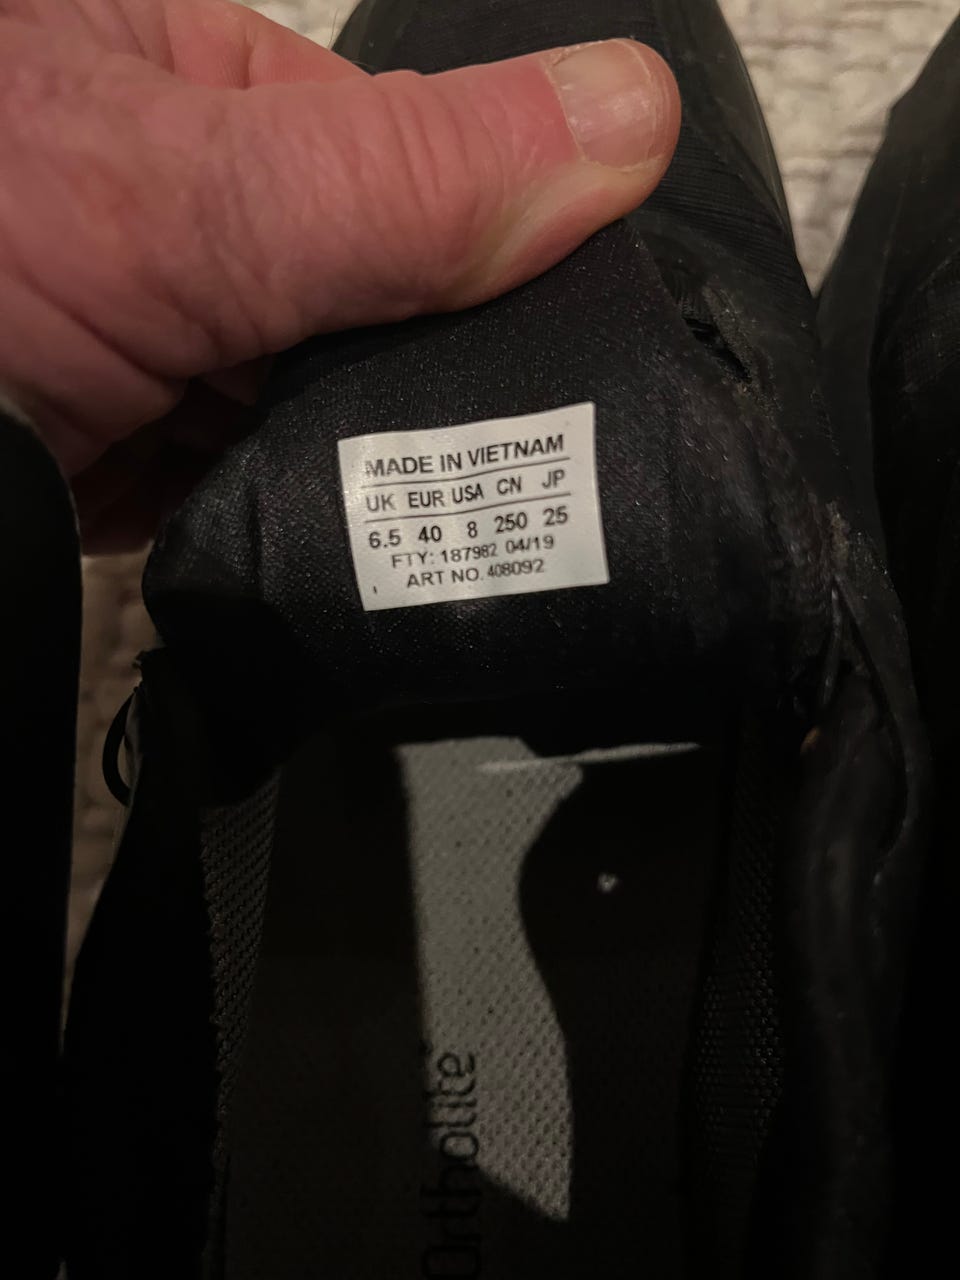 MADE IN VIETNAM
UK EUR USA CN JP
6.5 40 8 250 25
FTY: 187982 04/19
ART NO. 408092
Ortholite